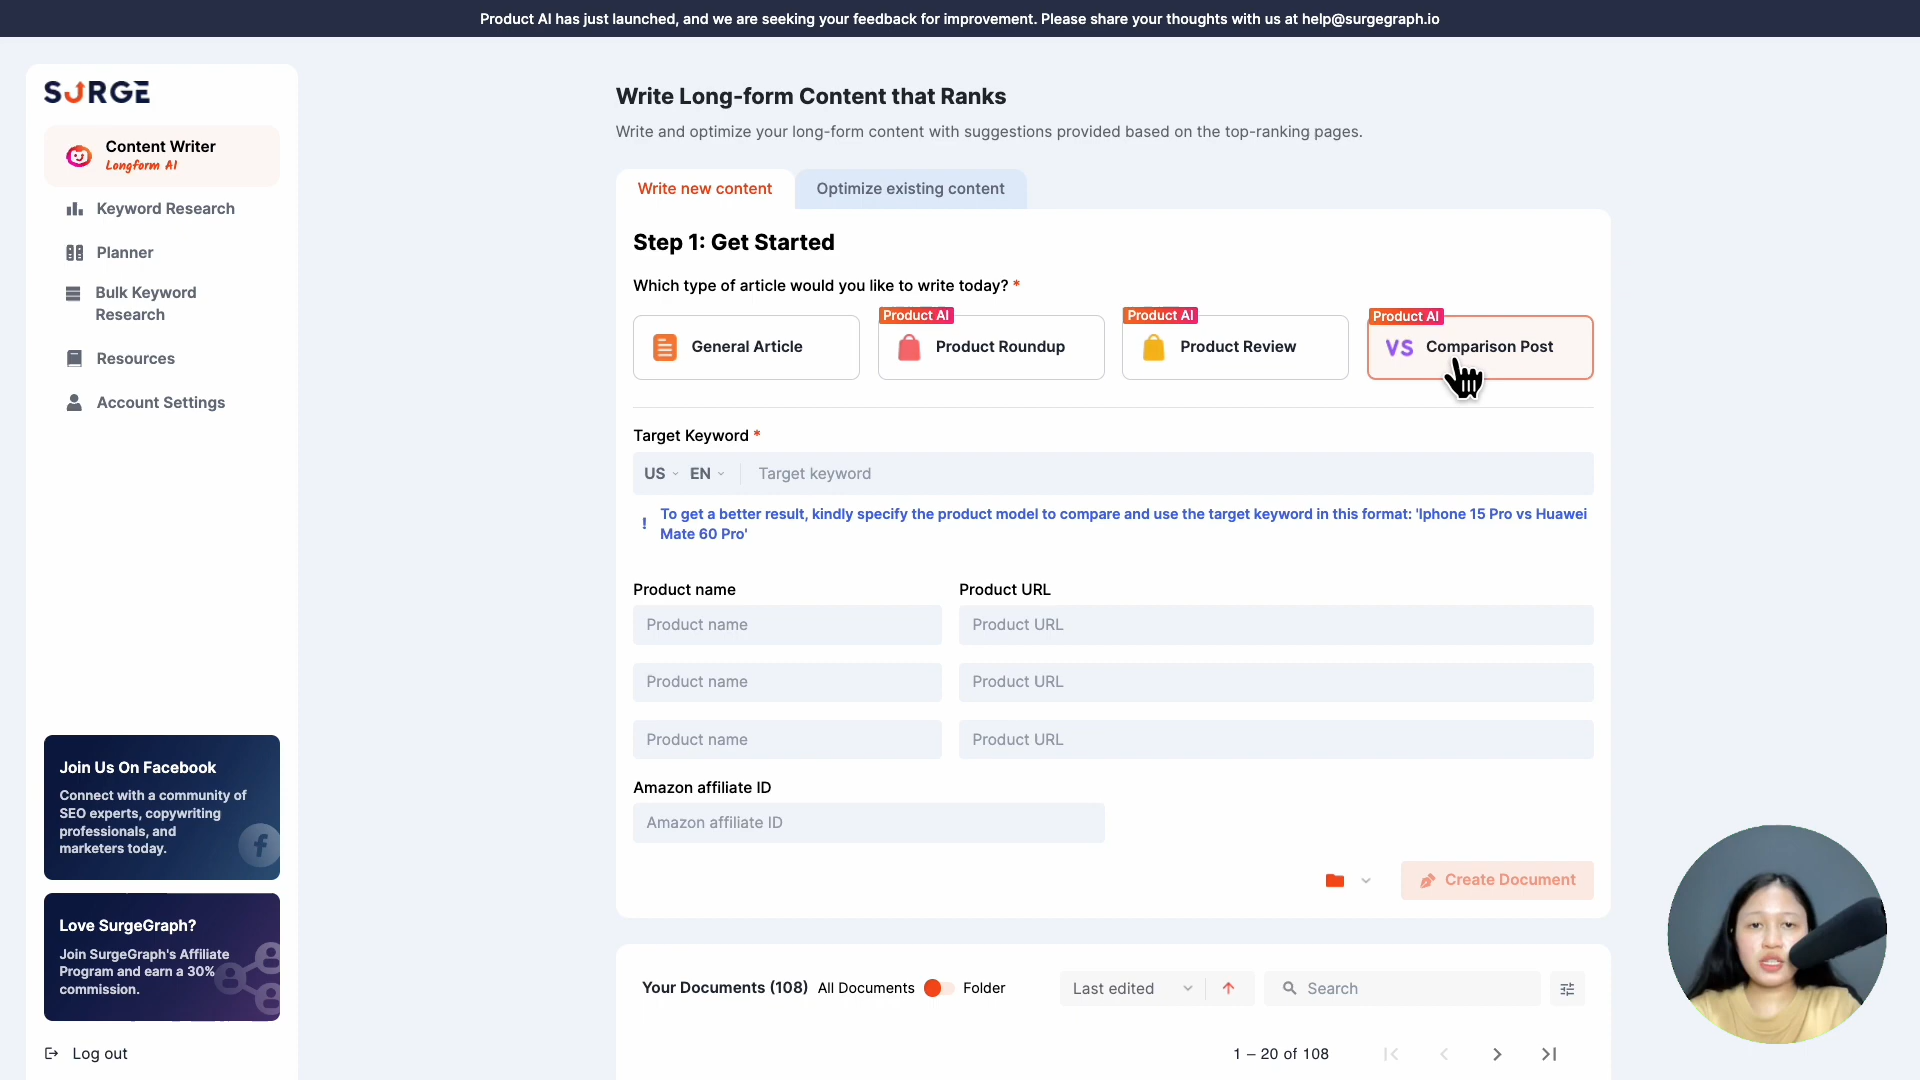 Product AI has just launched, and we are seeking your feedback for improvement. Please share your thoughts with us at help@surgegraph.io
SURGE
Content Writer
Longform AI
Keyword Research
Planner
Bulk Keyword
Research
Resources
Account Settings
Join Us On Facebook
Connect with a community of
SEO experts, copywriting
professionals, and
marketers today.
Love SurgeGraph?
Join SurgeGraph's Affiliate
Program and earn a 30%
commission.
Log out
Write Long-form Content that Ranks
Write and optimize your long-form content with suggestions provided based on the top-ranking pages.
Write new content
Optimize existing content
Step 1: Get Started
Which type of article would you like to write today? *
General Article
Product AI
Product Roundup
Product AI
Product Review
Product AI
VS Comparison Post
Target Keyword *
US EN Target keyword
! To get a better result, kindly specify the product model to compare and use the target keyword in this format: 'Iphone 15 Pro vs Huawei
Mate 60 Pro'
Product name Product URL
Product name Product URL
Product name Product URL
Product name Product URL
Amazon affiliate ID
Amazon affiliate ID
Create Document
Your Documents (108) All Documents Folder Last edited Search
1 – 20 of 108